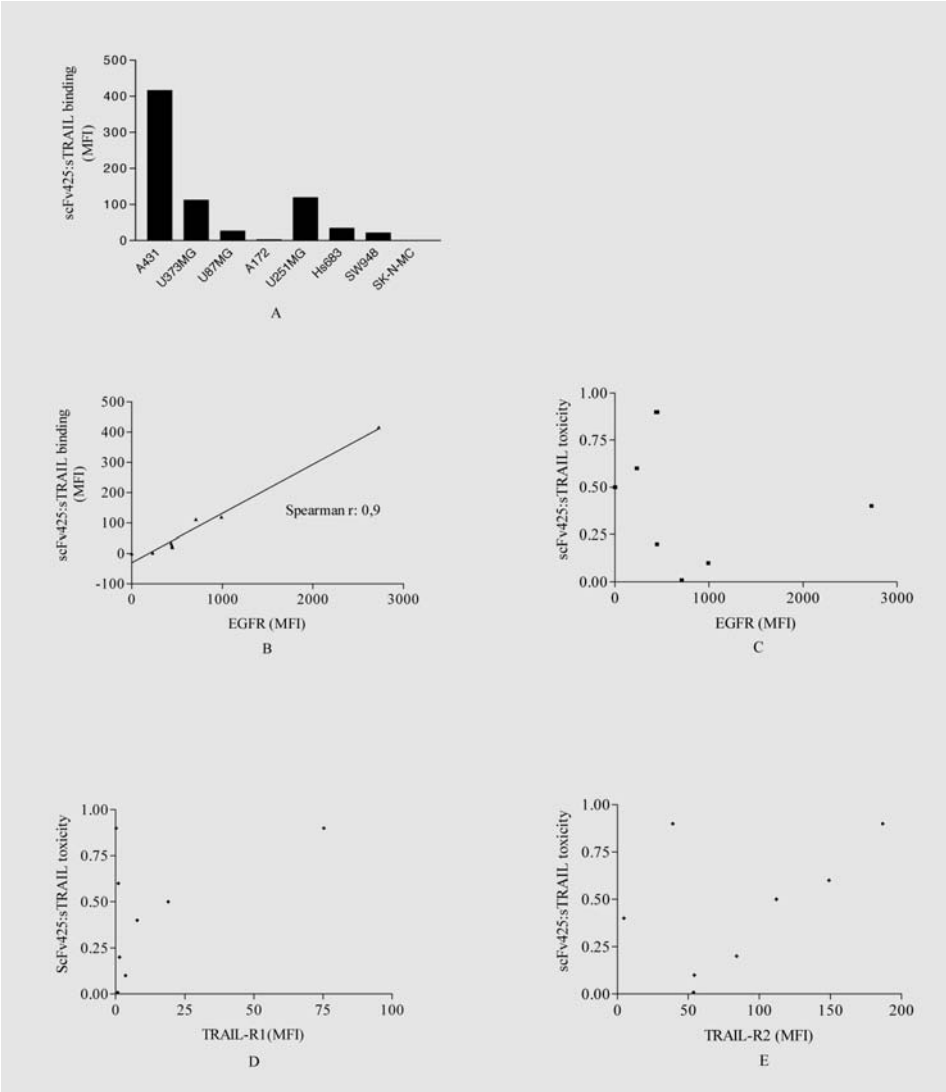 500
400
300
200
100
0
scFv425:sTRAIL binding
(MFI)
A431
U373MG
U87MG
A172
U251MG
Hs683
SW948
SK-N-MC
A
500
400
300
200
100
0
-100
scFv425:sTRAIL binding
(MFI)
Spearman r: 0,9
0 1000 2000 3000
EGFR (MFI)
B
1.00
0.75
0.50
0.25
0.00
scFv425:sTRAIL toxicity
0 1000 2000 3000
EGFR (MFI)
C
1.00
0.75
0.50
0.25
0.00
ScFv425:sTRAIL toxicity
0 25 50 75 100
TRAIL-R1(MFI)
D
1.00
0.75
0.50
0.25
0.00
scFv425:sTRAIL toxicity
0 50 100 150 200
TRAIL-R2 (MFI)
E